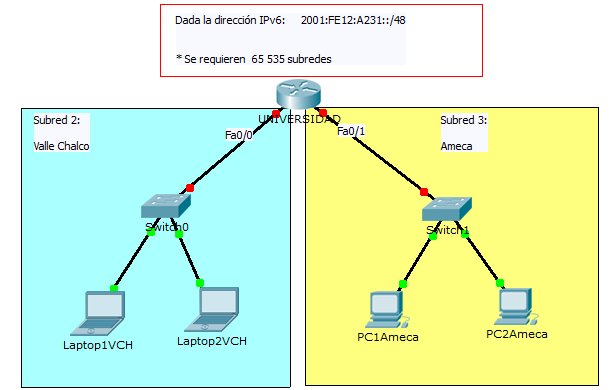 Dada la dirección IPv6: 2001:FE12:A231::/48
* Se requieren 65 535 subredes
UNIVERSIDAD
Subred 2:
Valle Chalco
Fa0/0
Fa0/1
Subred 3:
Ameca
Switch0
Switch1
Laptop1VCH
Laptop2VCH
PC1Ameca
PC2Ameca